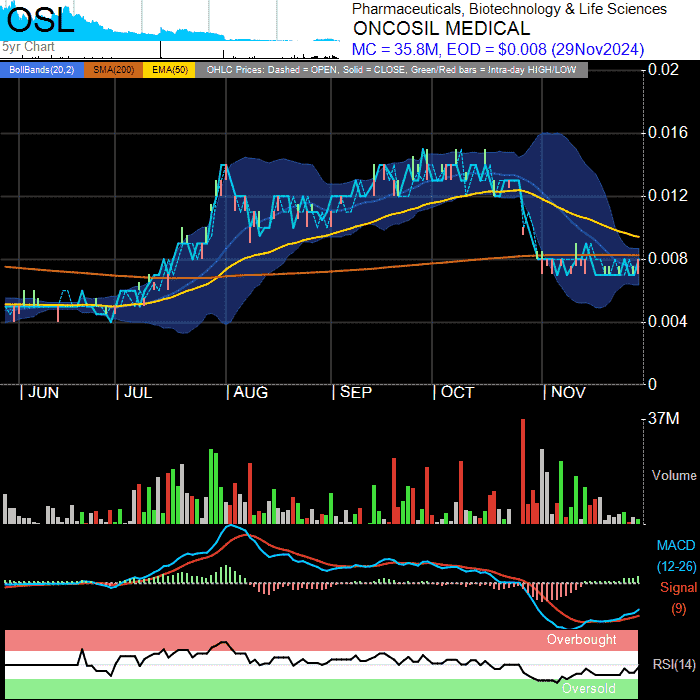 OSL
5yr Chart
Pharmaceuticals, Biotechnology & Life Sciences
ONCOSIL MEDICAL
MC = 35.8M, EOD = $0.008 (29Nov2024)
BollBands(20,2) SMA(200) EMA(50) OHLC Prices: Dashed = OPEN, Solid = CLOSE, Green/Red bars = Intra-day HIGH/LOW
0.02
0.016
0.012
0.008
0.004
0
JUN JUL AUG SEP OCT NOV
37M
Volume
MACD
(12-26)
Signal
(9)
Overbought
RSI(14)
Oversold